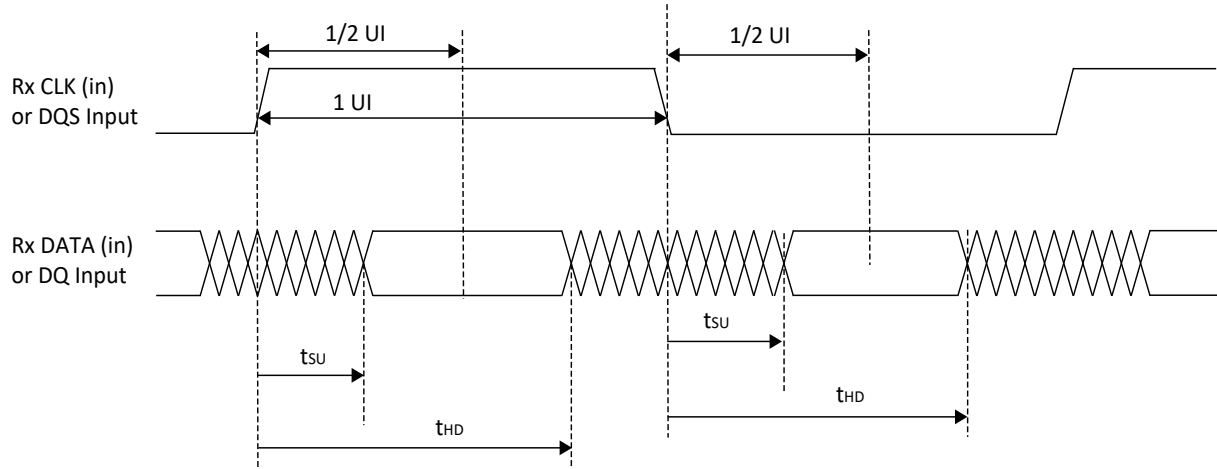 1/2 UI
1/2 UI
Rx CLK (in)
or DQS Input
1 UI
Rx DATA (in)
or DQ Input
tSU
tSU
tHD
tHD